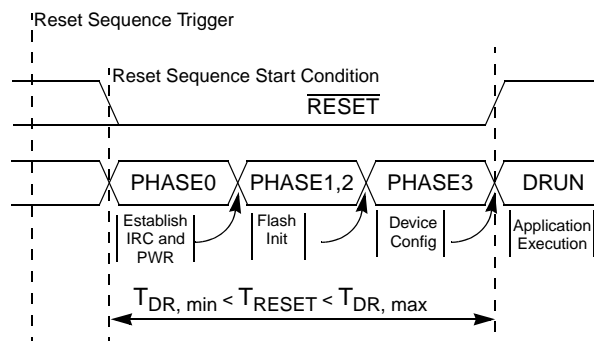 Reset Sequence Trigger
Reset Sequence Start Condition
RESET
PHASE0 PHASE1,2 PHASE3 DRUN
Establish IRC and PWR
Flash Init
Device Config
Application Execution
TDR, min < TRESET < TDR, max